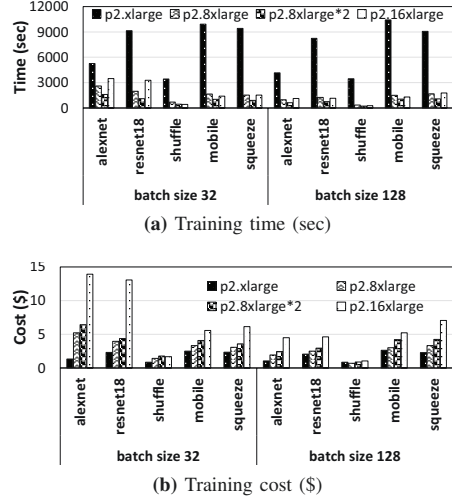 p2.xlarge p2.8xlarge p2.8xlarge*2 p2.16xlarge
Time (sec)
12000
9000
6000
3000
0
alexnet resnet18 shuffle mobile squeeze alexnet resnet18 shuffle mobile squeeze
batch size 32 batch size 128
(a) Training time (sec)
p2.xlarge p2.8xlarge
p2.8xlarge*2 p2.16xlarge
Cost ($)
15
10
5
0
alexnet resnet18 shuffle mobile squeeze alexnet resnet18 shuffle mobile squeeze
batch size 32 batch size 128
(b) Training cost ($)